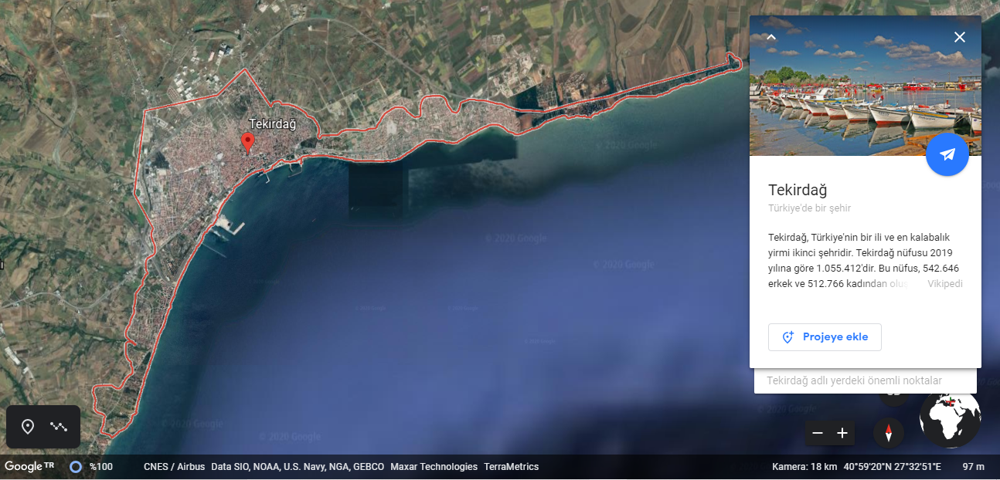 Tekirdağ
© 2020 Google
© 2020 Google
© 2020 Google
© 2020 Google
© 2020 Google
© 2020 Google
Tekirdağ
Türkiye'de bir şehir
Tekirdağ, Türkiye'nin bir ili ve en kalabalık
yirmi ikinci şehridir. Tekirdağ nüfusu 2019
yılına göre 1.055.412'dir. Bu nüfus, 542.646
erkek ve 512.766 kadından oluş Vikipedi
Projeye ekle
Tekirdağ adlı yerdeki önemli noktalar
Google TR
%100
CNES / Airbus Data SIO, NOAA, U.S. Navy, NGA, GEBCO Maxar Technologies TerraMetrics
Kamera: 18 km 40°59'20"N 27°32'51"E 97 m